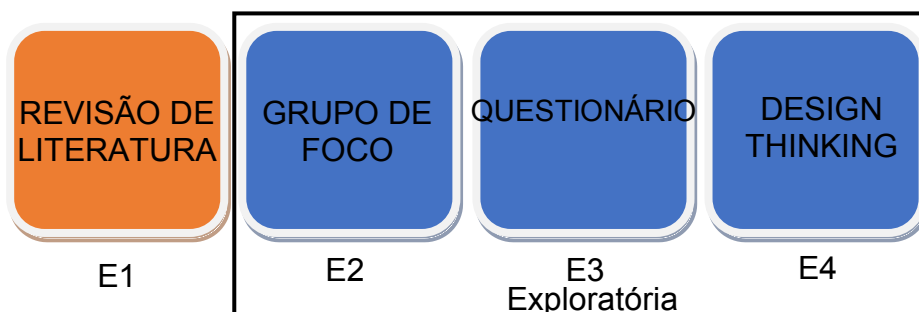 REVISÃO DE
LITERATURA
GRUPO DE
FOCO
QUESTIONÁRIO
DESIGN
THINKING
E1
E2
E3
E4
Exploratória